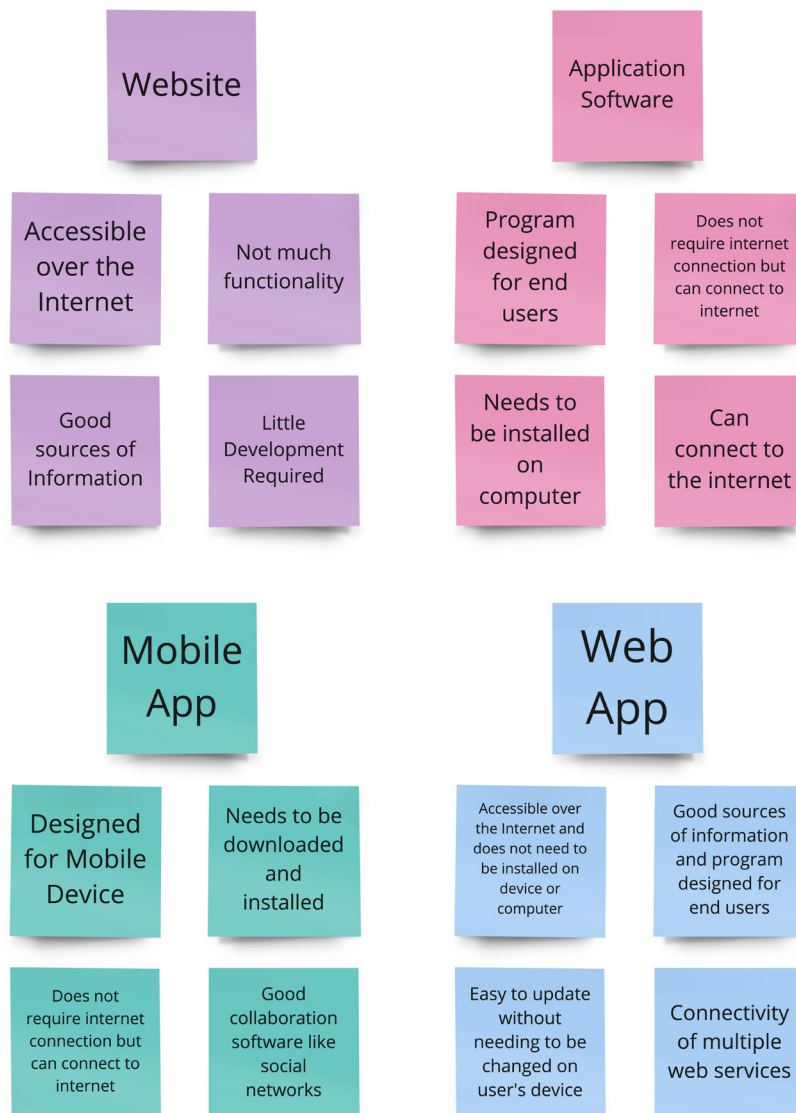 Website
Accessible
over the
Internet
Not much
functionality
Good
sources of
Information
Little
Development
Required
Application
Software
Program
designed
for end
users
Does not
require internet
connection but
can connect to
internet
Needs to
be installed
on
computer
Can
connect to
the internet
Mobile
App
Designed
for Mobile
Device
Needs to be
downloaded
and
installed
Does not
require internet
connection but
can connect to
internet
Good
collaboration
software like
social
networks
Web
App
Accessible over
the Internet and
does not need to
be installed on
device or
computer
Good sources
of information
and program
designed for
end users
Easy to update
without
needing to be
changed on
user's device
Connectivity
of multiple
web services